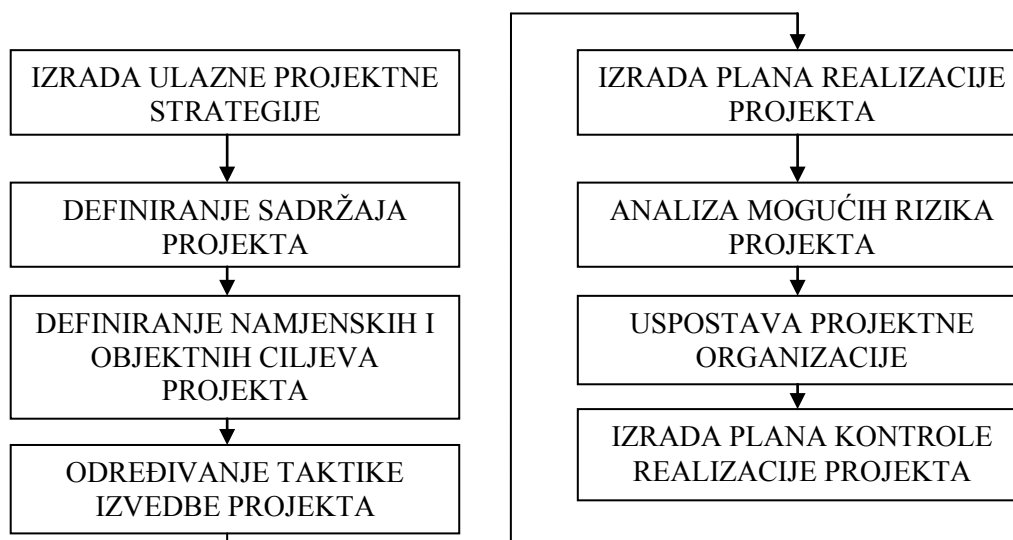 IZRADA ULAZNE PROJEKTNE
STRATEGIJE
DEFINIRANJE SADRŽAJA
PROJEKTA
DEFINIRANJE NAMJENSKIH I
OBJEKTNIH CILJEVA
PROJEKTA
ODREĐIVANJE TAKTIKE
IZVEDBE PROJEKTA
IZRADA PLANA REALIZACIJE
PROJEKTA
ANALIZA MOGUĆIH RIZIKA
PROJEKTA
USPOSTAVA PROJEKTNE
ORGANIZACIJE
IZRADA PLANA KONTROLE
REALIZACIJE PROJEKTA